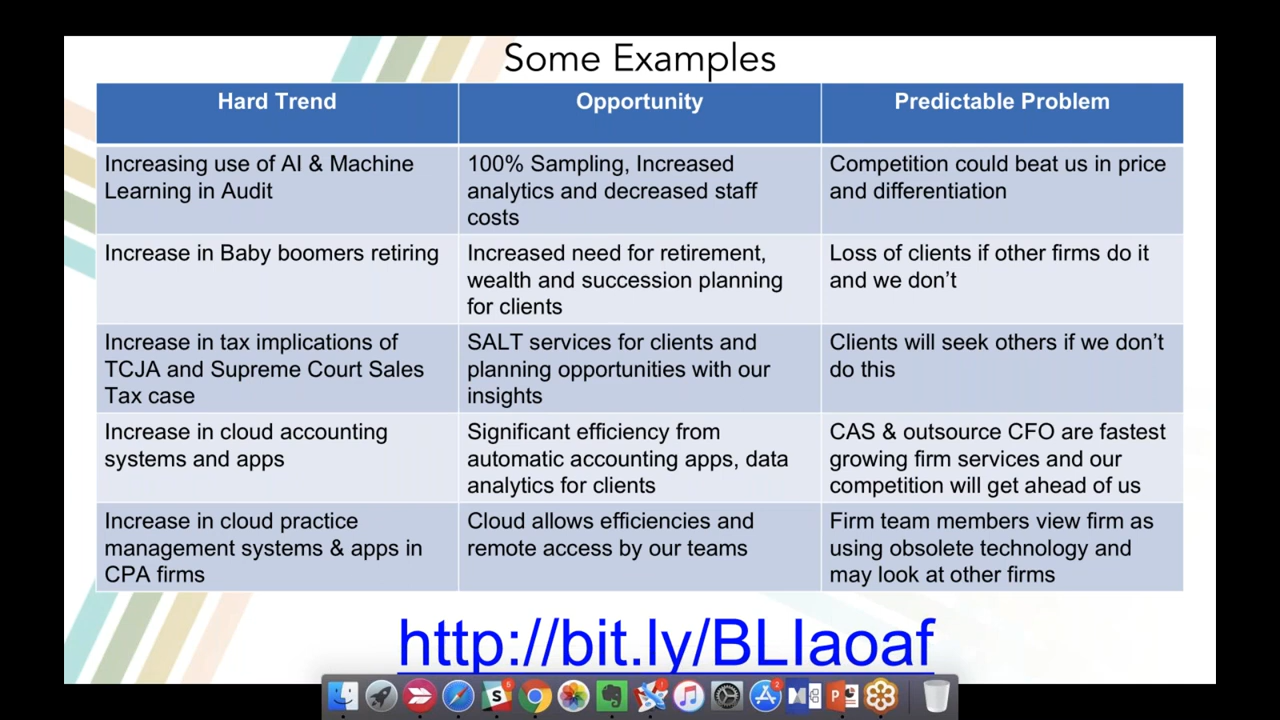 Some Examples
Hard Trend
Opportunity
Predictable Problem
Increasing use of AI & Machine
Learning in Audit
100% Sampling, Increased
analytics and decreased staff
costs
Competition could beat us in price
and differentiation
Increase in Baby boomers retiring
Increased need for retirement,
wealth and succession planning
for clients
Loss of clients if other firms do it
and we don't
Increase in tax implications of
TCJA and Supreme Court Sales
Tax case
SALT services for clients and
planning opportunities with our
insights
Clients will seek others if we don't
do this
Increase in cloud accounting
systems and apps
Significant efficiency from
automatic accounting apps, data
analytics for clients
CAS & outsource CFO are fastest
growing firm services and our
competition will get ahead of us
Increase in cloud practice
management systems & apps in
CPA firms
Cloud allows efficiencies and
remote access by our teams
Firm team members view firm as
using obsolete technology and
may look at other firms
http://bit.ly/BLIaoaf